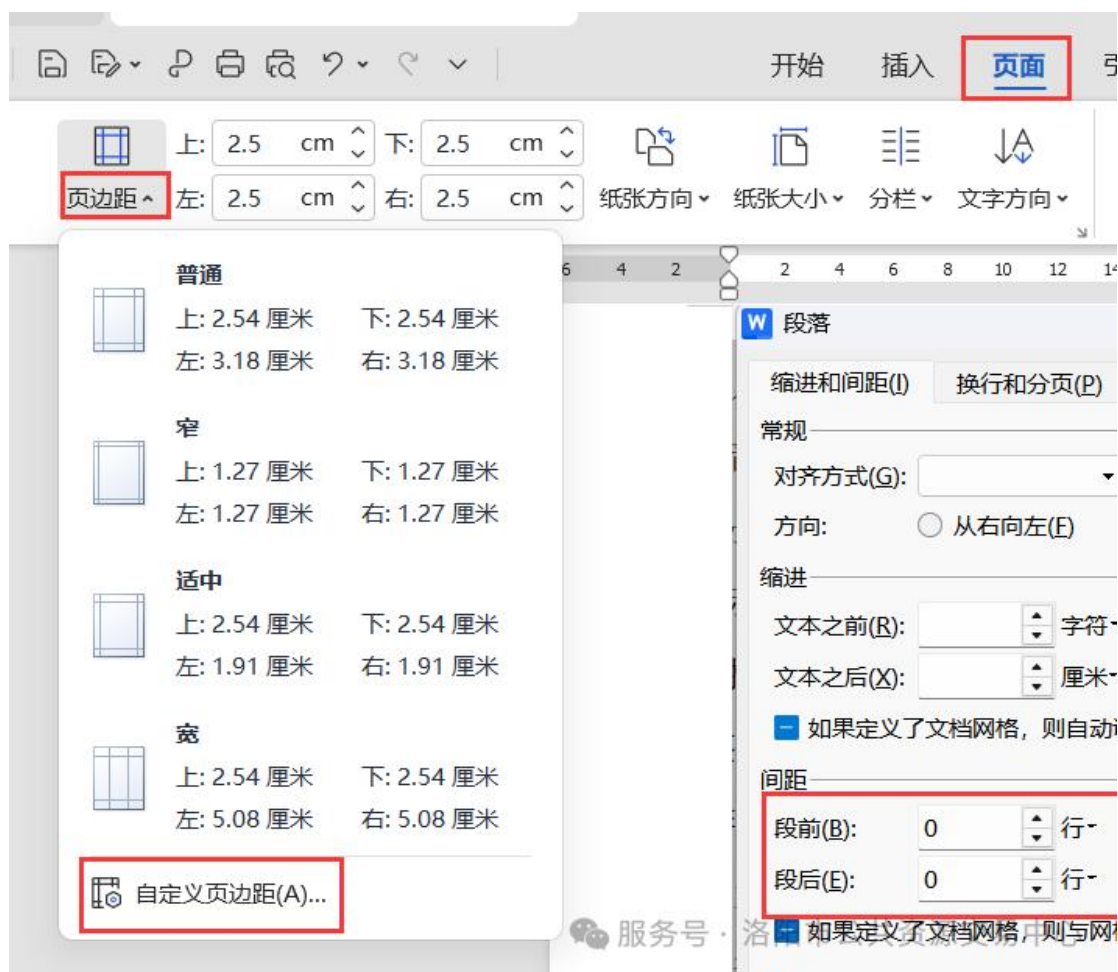 开始 插入 页面
上: 2.5 cm 下: 2.5 cm
页边距 左: 2.5 cm 右: 2.5 cm 纸张方向 纸张大小 分栏 文字方向
普通
上: 2.54 厘米 下: 2.54 厘米
左: 3.18 厘米 右: 3.18 厘米
窄
上: 1.27 厘米 下: 1.27 厘米
左: 1.27 厘米 右: 1.27 厘米
适中
上: 2.54 厘米 下: 2.54 厘米
左: 1.91 厘米 右: 1.91 厘米
宽
上: 2.54 厘米 下: 2.54 厘米
左: 5.08 厘米 右: 5.08 厘米
自定义页边距(A)...
6 4 2 2 4 6 8 10 12 14
W 段落
缩进和间距(I) 换行和分页(P)
常规
对齐方式(G):
方向: 从右向左(F)
缩进
文本之前(R): 字符
文本之后(X): 厘米
如果定义了文档网格，则自动
间距
段前(B): 0 行
段后(E): 0 行
如果定义了文档网格，则与网
服务号 ·